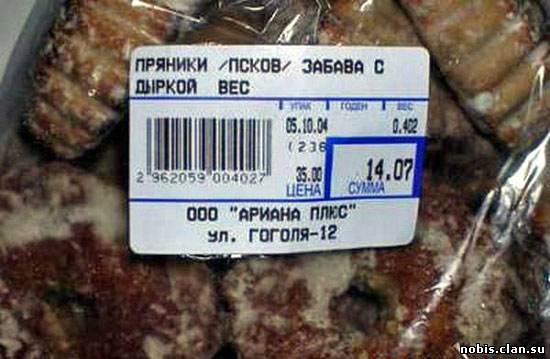 ПРЯНИКИ /ПСКОВ/ ЗАБАВА С
ДЫРКОЙ ВЕС
УПАК ГОДЕН ВЕС
05.10.04 0.402
(236
35.00 14.07
ЦЕНА СУММА
2 962059 004027
ООО "АРИАНА ПЛЮС"
УЛ. ГОГОЛЯ-12
nobis.clan.su